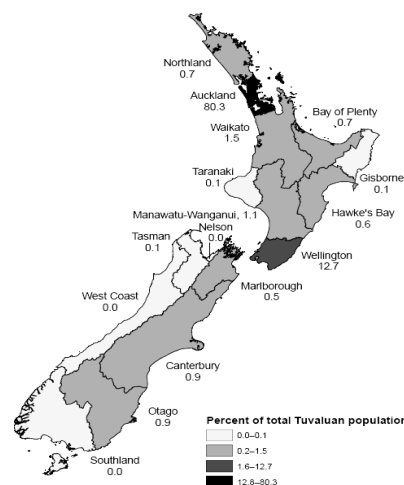 Northland
0.7
Auckland
80.3
Bay of Plenty
0.7
Waikato
1.5
Taranaki
0.1
Gisborne
0.1
Hawke's Bay
0.6
Manawatu-Wanganui, 1.1
Nelson
0.0
Tasman
0.1
Wellington
12.7
West Coast
0.0
Marlborough
0.5
Canterbury
0.9
Otago
0.9
Southland
0.0
Percent of total Tuvaluan population
0.0–0.1
0.2–1.5
1.6–12.7
12.8–80.3